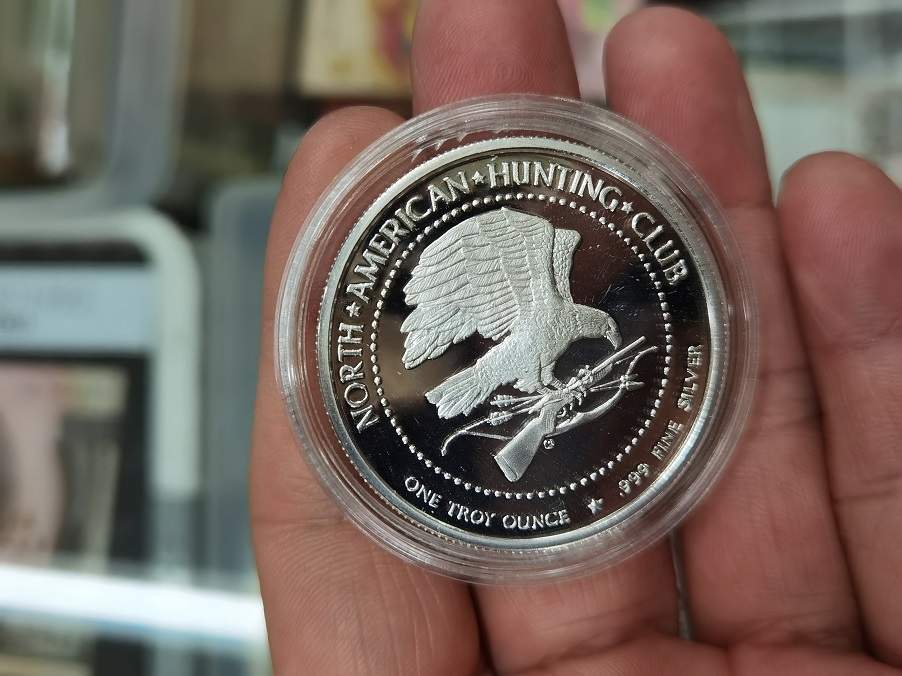 NORTH ★ AMERICAN ★ HUNTING ★ CLUB
ONE TROY OUNCE ★ .999 FINE SILVER